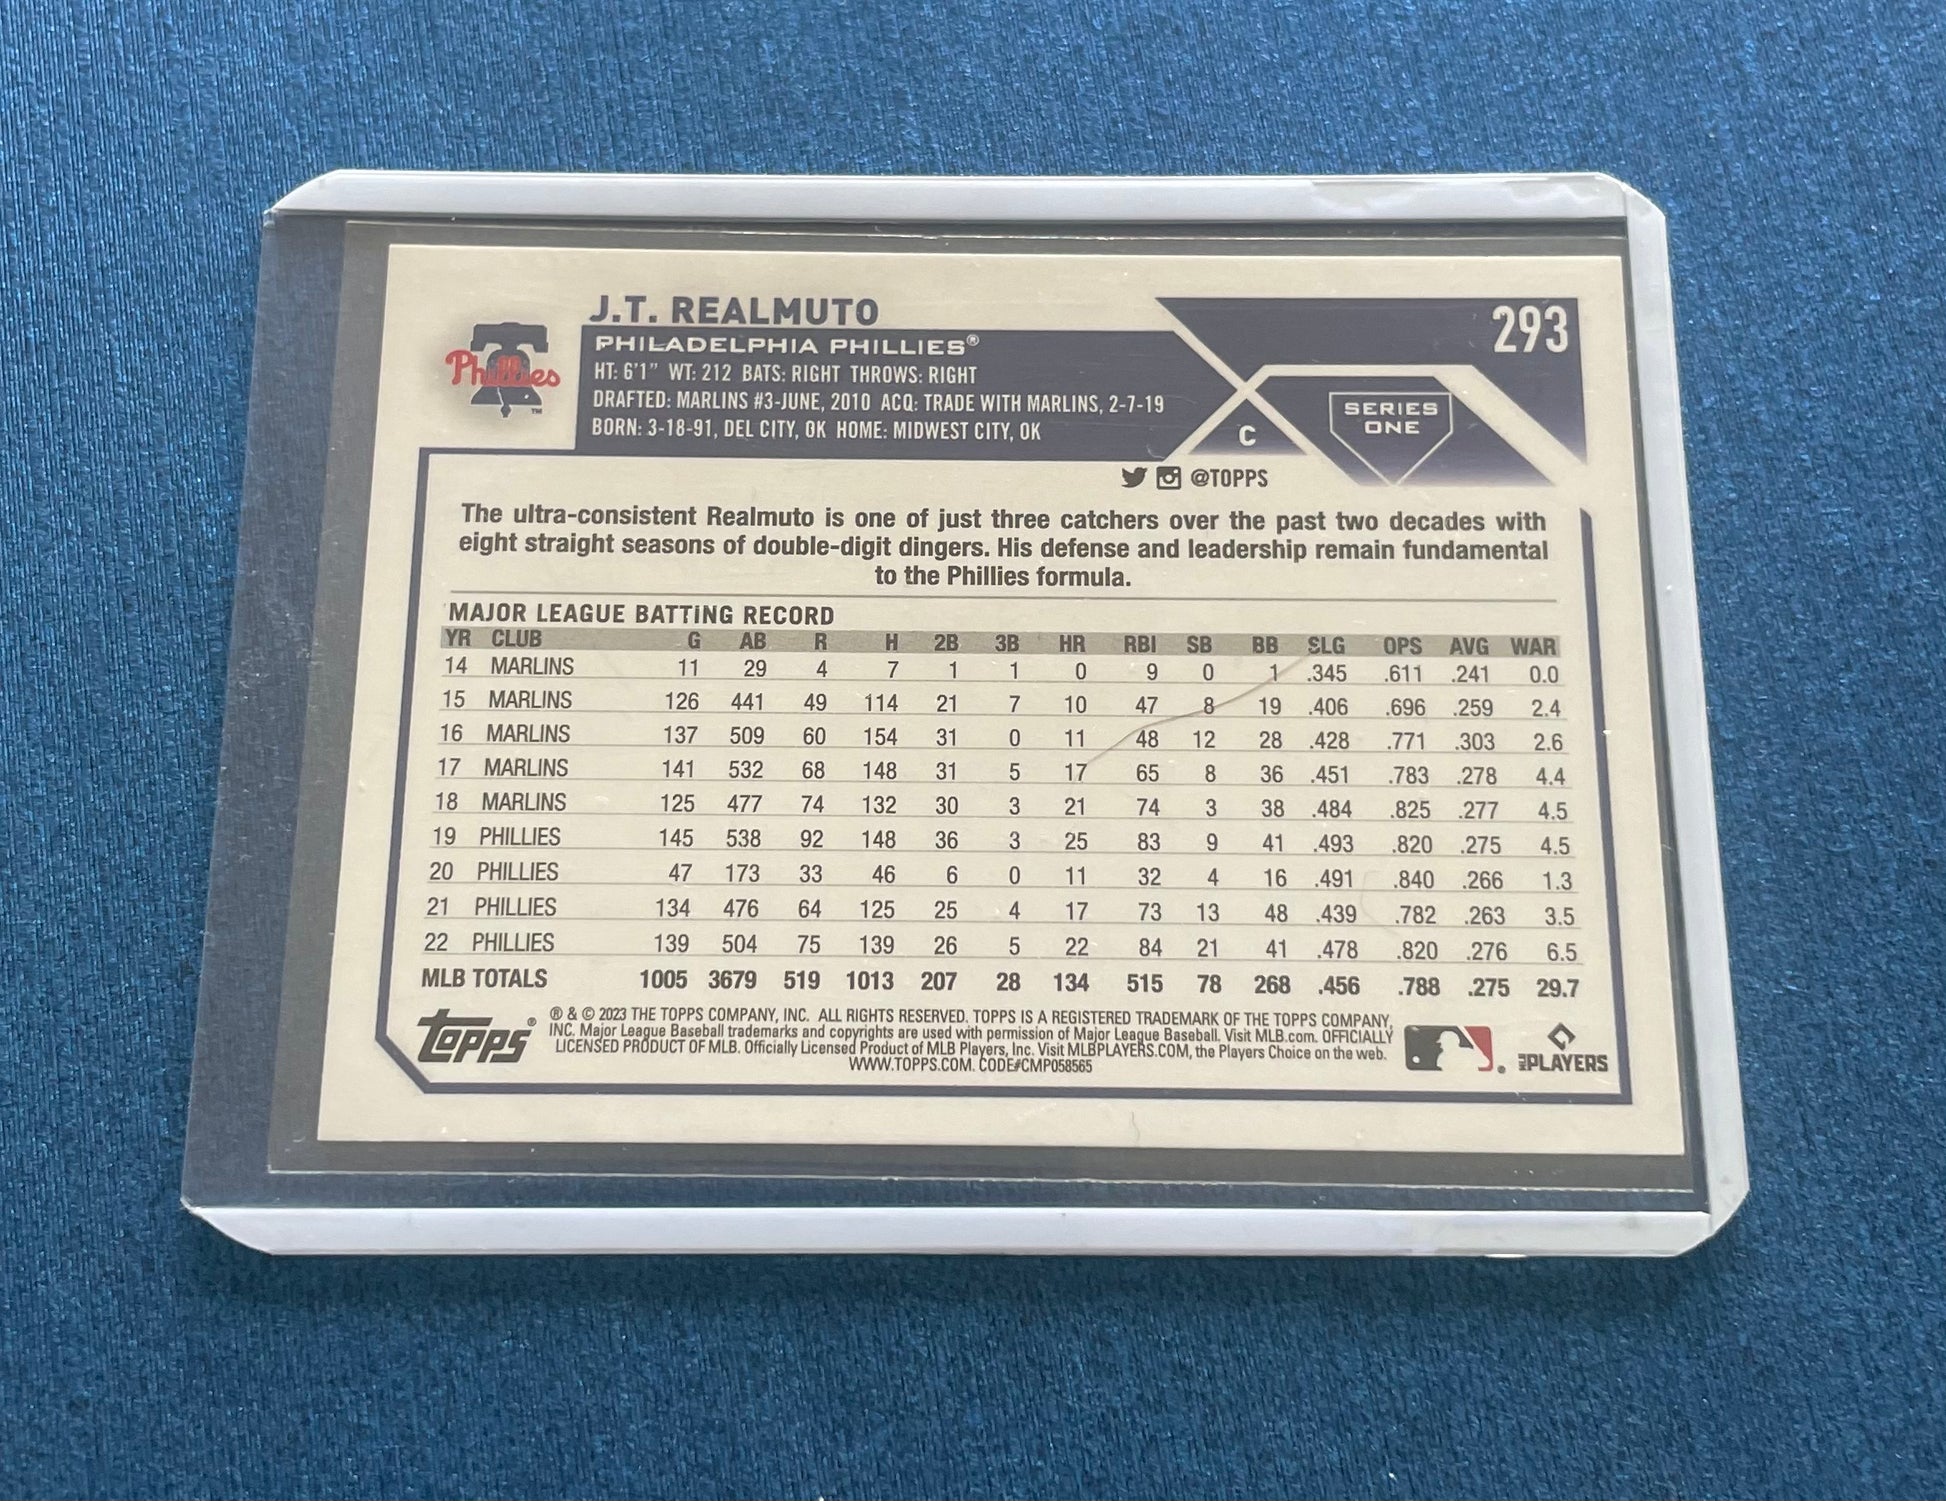 J.T. REALMUTO
293
Phillies
TM
PHILADELPHIA PHILLIES®
HT: 6'1" WT: 212 BATS: RIGHT THROWS: RIGHT
DRAFTED: MARLINS #3-JUNE, 2010 ACQ: TRADE WITH MARLINS, 2-7-19
BORN: 3-18-91, DEL CITY, OK HOME: MIDWEST CITY, OK
C
SERIES
ONE
@TOPPS
The ultra-consistent Realmuto is one of just three catchers over the past two decades with
eight straight seasons of double-digit dingers. His defense and leadership remain fundamental
to the Phillies formula.
MAJOR LEAGUE BATTING RECORD
YR CLUB G AB R H 2B 3B HR RBI SB BB SLG OPS AVG WAR
14 MARLINS 11 29 4 7 1 1 0 9 0 1 .345 .611 .241 0.0
15 MARLINS 126 441 49 114 21 7 10 47 8 19 .406 .696 .259 2.4
16 MARLINS 137 509 60 154 31 0 11 48 12 28 .428 .771 .303 2.6
17 MARLINS 141 532 68 148 31 5 17 65 8 36 .451 .783 .278 4.4
18 MARLINS 125 477 74 132 30 3 21 74 3 38 .484 .825 .277 4.5
19 PHILLIES 145 538 92 148 36 3 25 83 9 41 .493 .820 .275 4.5
20 PHILLIES 47 173 33 46 6 0 11 32 4 16 .491 .840 .266 1.3
21 PHILLIES 134 476 64 125 25 4 17 73 13 48 .439 .782 .263 3.5
22 PHILLIES 139 504 75 139 26 5 22 84 21 41 .478 .820 .276 6.5
MLB TOTALS 1005 3679 519 1013 207 28 134 515 78 268 .456 .788 .275 29.7
Topps®
® & © 2023 THE TOPPS COMPANY, INC. ALL RIGHTS RESERVED. TOPPS IS A REGISTERED TRADEMARK OF THE TOPPS COMPANY,
INC. Major League Baseball trademarks and copyrights are used with permission of Major League Baseball. Visit MLB.com. OFFICIALLY
LICENSED PRODUCT OF MLB. Officially Licensed Product of MLB Players, Inc. Visit MLBPLAYERS.COM, the Players Choice on the web.
WWW.TOPPS.COM. CODE#CMP058565
MLB PLAYERS